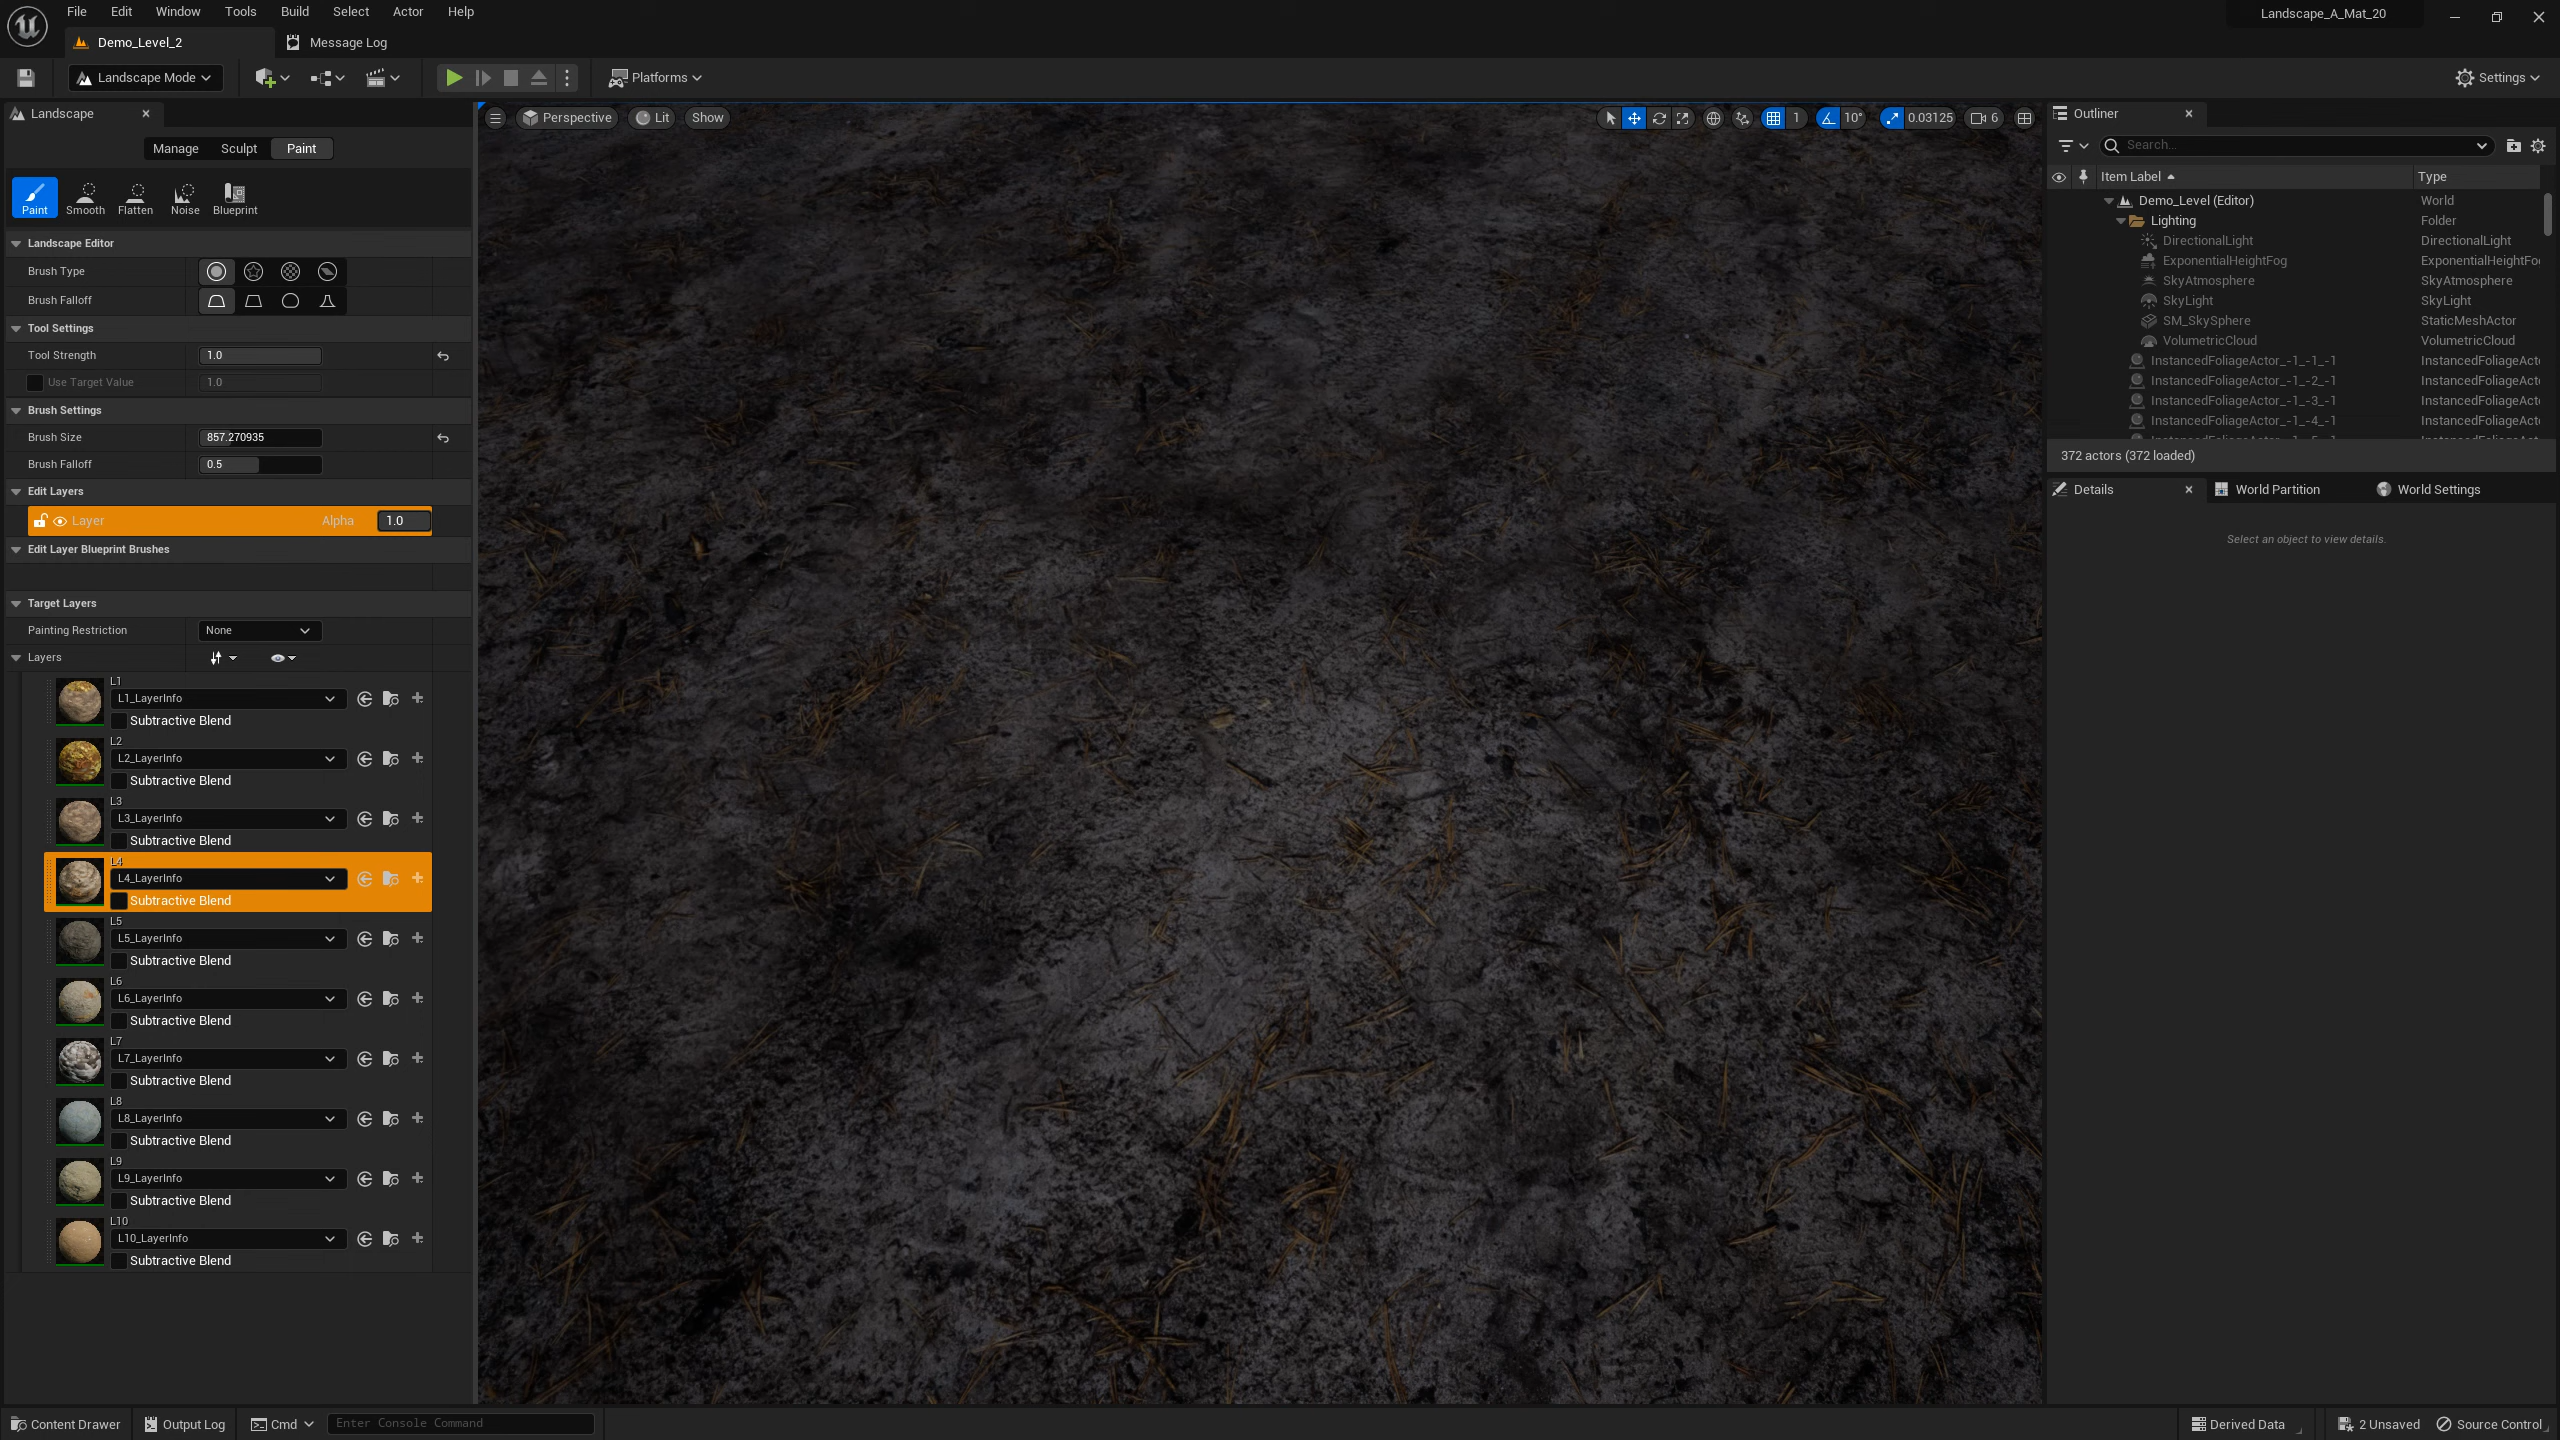 File Edit Window Tools Build Select Actor Help
Landscape_A_Mat_20
Demo_Level_2
Message Log
Landscape Mode
Platforms
Settings
Landscape
Manage Sculpt Paint
Paint Smooth Flatten Noise Blueprint
Landscape Editor
Brush Type
Brush Falloff
Tool Settings
Tool Strength 1.0
Use Target Value 1.0
Brush Settings
Brush Size 857.270935
Brush Falloff 0.5
Edit Layers
Layer Alpha 1.0
Edit Layer Blueprint Brushes
Target Layers
Painting Restriction None
Layers
L1
L1_LayerInfo
Subtractive Blend
L2
L2_LayerInfo
Subtractive Blend
L3
L3_LayerInfo
Subtractive Blend
L4
L4_LayerInfo
Subtractive Blend
L5
L5_LayerInfo
Subtractive Blend
L6
L6_LayerInfo
Subtractive Blend
L7
L7_LayerInfo
Subtractive Blend
L8
L8_LayerInfo
Subtractive Blend
L9
L9_LayerInfo
Subtractive Blend
L10
L10_LayerInfo
Subtractive Blend
Perspective Lit Show
1 10° 0.03125 6
Outliner
Search...
Item Label Type
Demo_Level (Editor) World
Lighting Folder
DirectionalLight DirectionalLight
ExponentialHeightFog ExponentialHeightFo
SkyAtmosphere SkyAtmosphere
SkyLight SkyLight
SM_SkySphere StaticMeshActor
VolumetricCloud VolumetricCloud
InstancedFoliageActor_-1_-1_-1 InstancedFoliageAct
InstancedFoliageActor_-1_-2_-1 InstancedFoliageAct
InstancedFoliageActor_-1_-3_-1 InstancedFoliageAct
InstancedFoliageActor_-1_-4_-1 InstancedFoliageAct
372 actors (372 loaded)
Details World Partition World Settings
Select an object to view details.
Content Drawer Output Log Cmd Enter Console Command
Derived Data 2 Unsaved Source Control